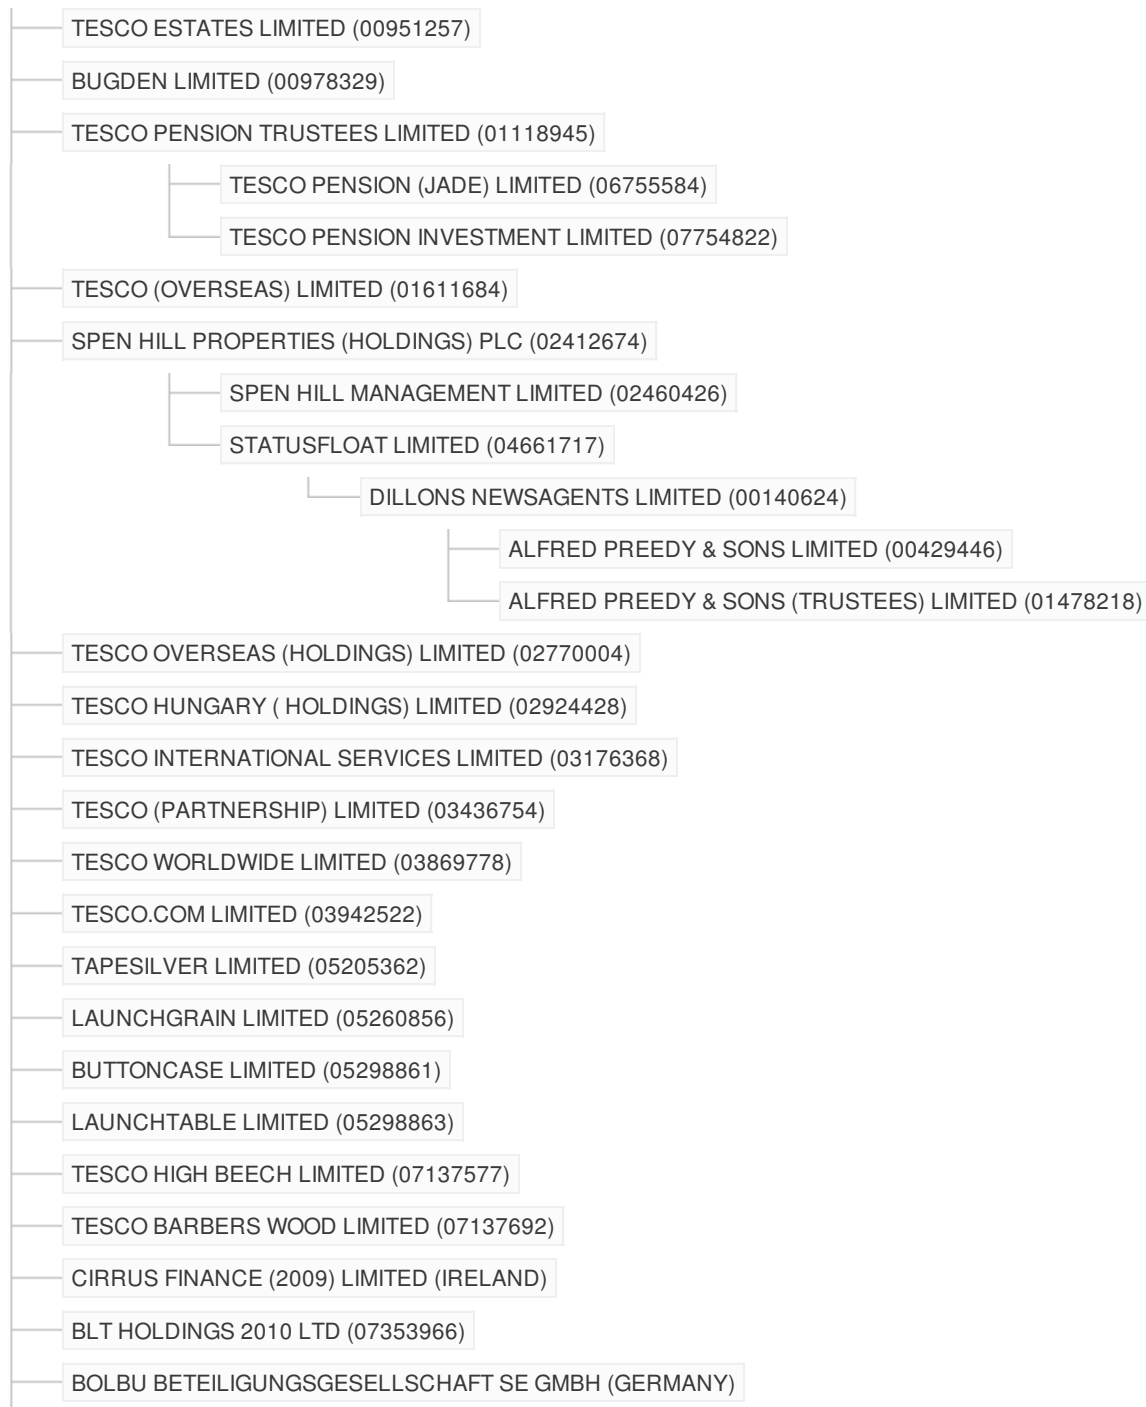 TESCO ESTATES LIMITED (00951257)
BUGDEN LIMITED (00978329)
TESCO PENSION TRUSTEES LIMITED (01118945)
TESCO PENSION (JADE) LIMITED (06755584)
TESCO PENSION INVESTMENT LIMITED (07754822)
TESCO (OVERSEAS) LIMITED (01611684)
SPEN HILL PROPERTIES (HOLDINGS) PLC (02412674)
SPEN HILL MANAGEMENT LIMITED (02460426)
STATUSFLOAT LIMITED (04661717)
DILLONS NEWSAGENTS LIMITED (00140624)
ALFRED PREEDY & SONS LIMITED (00429446)
ALFRED PREEDY & SONS (TRUSTEES) LIMITED (01478218)
TESCO OVERSEAS (HOLDINGS) LIMITED (02770004)
TESCO HUNGARY ( HOLDINGS) LIMITED (02924428)
TESCO INTERNATIONAL SERVICES LIMITED (03176368)
TESCO (PARTNERSHIP) LIMITED (03436754)
TESCO WORLDWIDE LIMITED (03869778)
TESCO.COM LIMITED (03942522)
TAPESILVER LIMITED (05205362)
LAUNCHGRAIN LIMITED (05260856)
BUTTONCASE LIMITED (05298861)
LAUNCHTABLE LIMITED (05298863)
TESCO HIGH BEECH LIMITED (07137577)
TESCO BARBERS WOOD LIMITED (07137692)
CIRRUS FINANCE (2009) LIMITED (IRELAND)
BLT HOLDINGS 2010 LTD (07353966)
BOLBU BETEILIGUNGSGESELLSCHAFT SE GMBH (GERMANY)